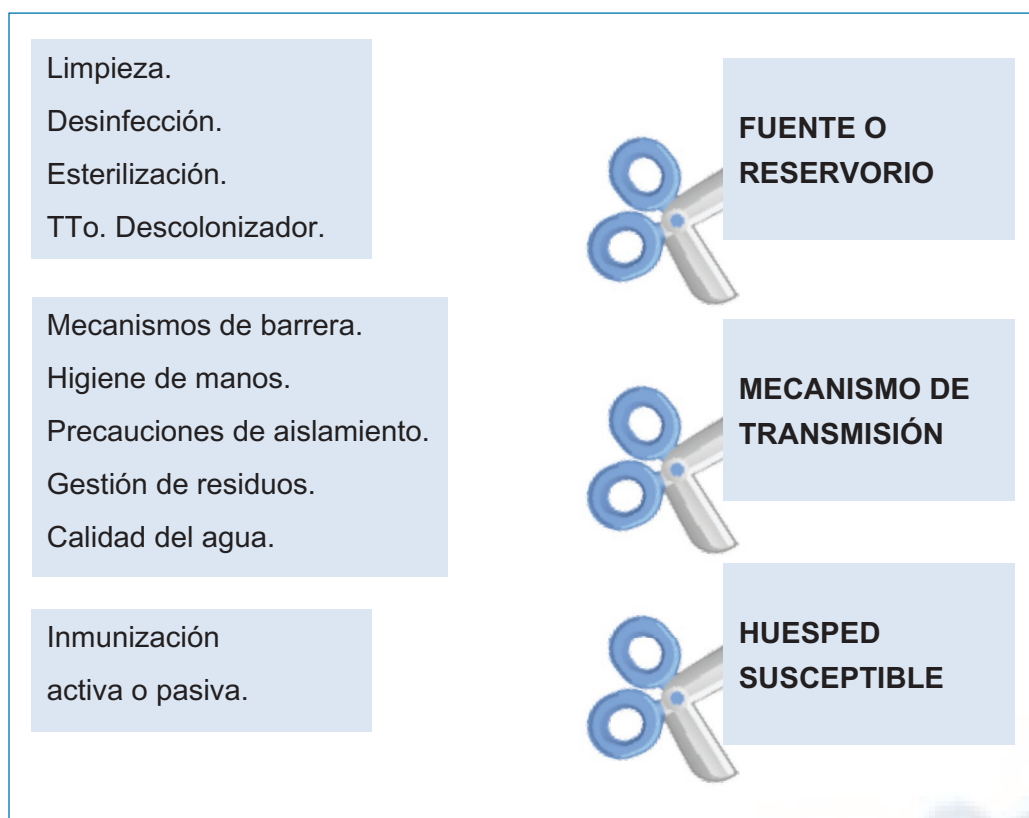 Limpieza.
Desinfección.
Esterilización.
TTo. Descolonizador.
FUENTE O
RESERVORIO
Mecanismos de barrera.
Higiene de manos.
Precauciones de aislamiento.
Gestión de residuos.
Calidad del agua.
MECANISMO DE
TRANSMISIÓN
Inmunización
activa o pasiva.
HUESPED
SUSCEPTIBLE